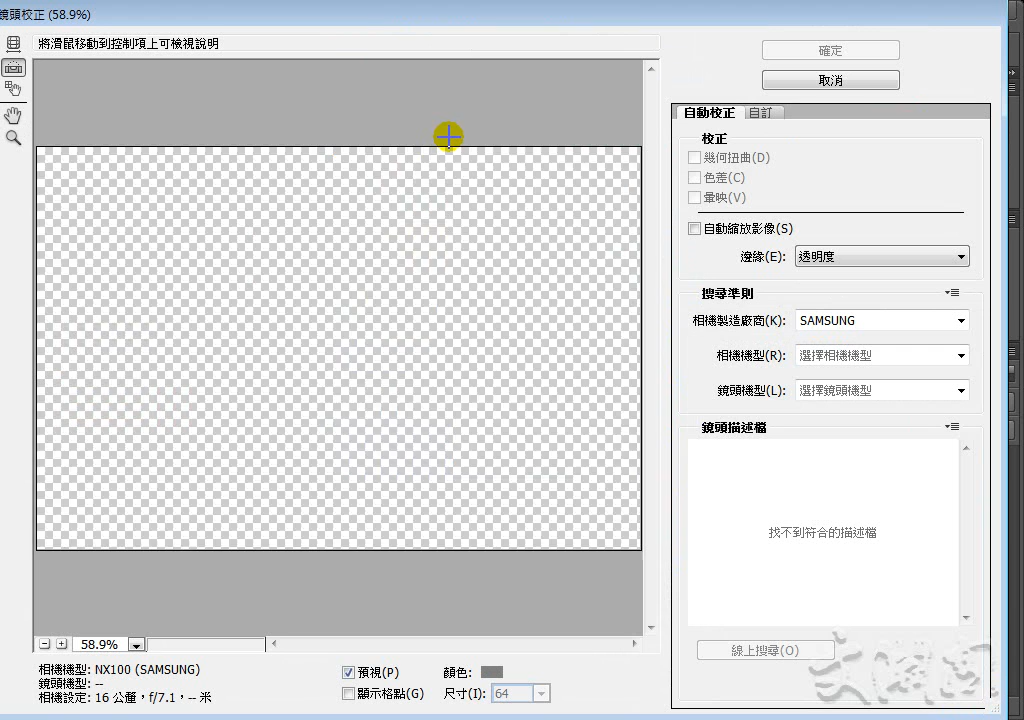 鏡頭校正 (58.9%)
將滑鼠移動到控制項上可檢視說明
確定
取消
自動校正
自訂
校正
幾何扭曲(D)
色差(C)
暈映(V)
自動縮放影像(S)
邊緣(E):
透明度
搜尋準則
相機製造廠商(K):
SAMSUNG
相機機型(R):
選擇相機機型
鏡頭機型(L):
選擇鏡頭機型
鏡頭描述檔
找不到符合的描述檔
線上搜尋(O)
58.9%
相機機型: NX100 (SAMSUNG)
鏡頭機型: --
相機設定: 16 公釐，f/7.1，-- 米
預視(P)
顏色:
顯示格點(G)
尺寸(I):
64